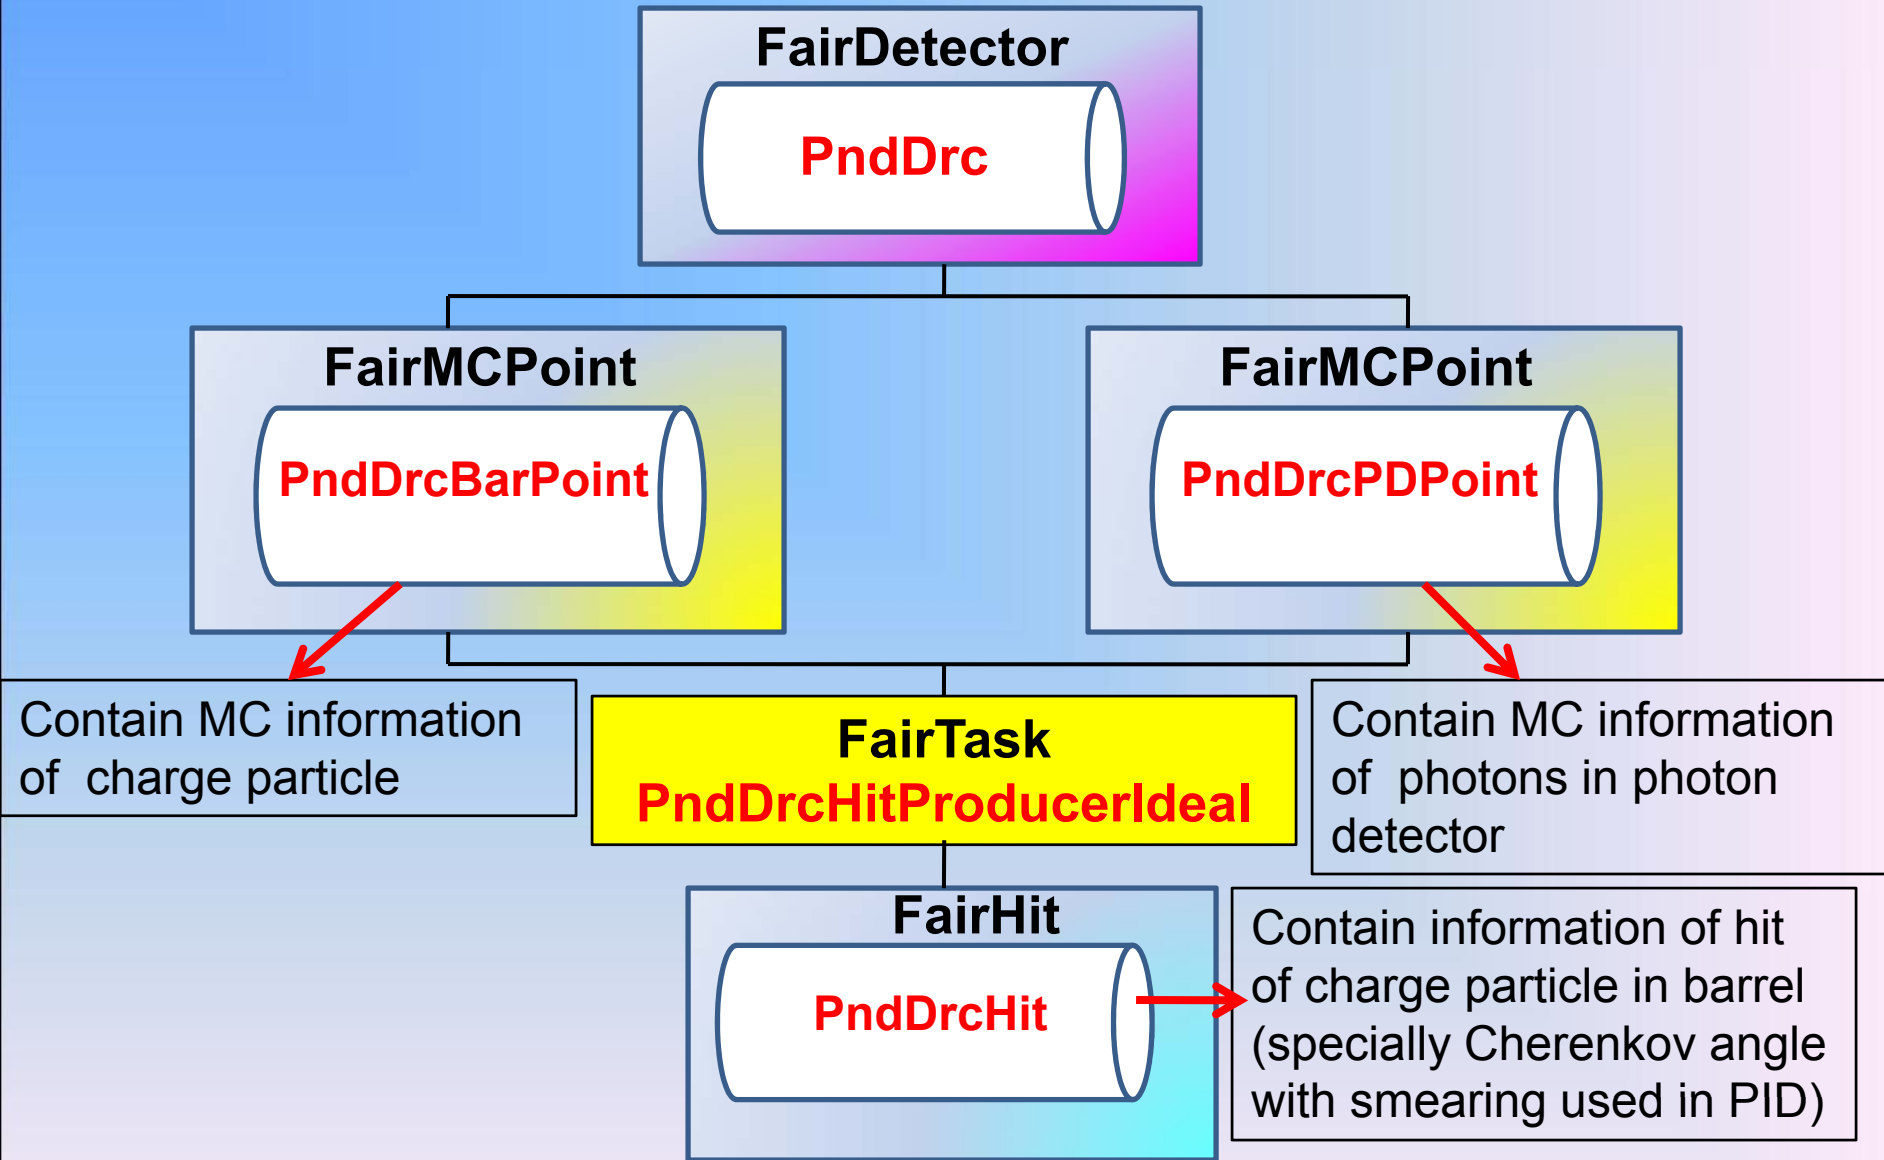 FairDetector
PndDrc
FairMCPoint
PndDrcBarPoint
FairMCPoint
PndDrcPDPoint
Contain MC information
of charge particle
FairTask
PndDrcHitProducerIdeal
Contain MC information
of photons in photon
detector
FairHit
PndDrcHit
Contain information of hit
of charge particle in barrel
(specially Cherenkov angle
with smearing used in PID)